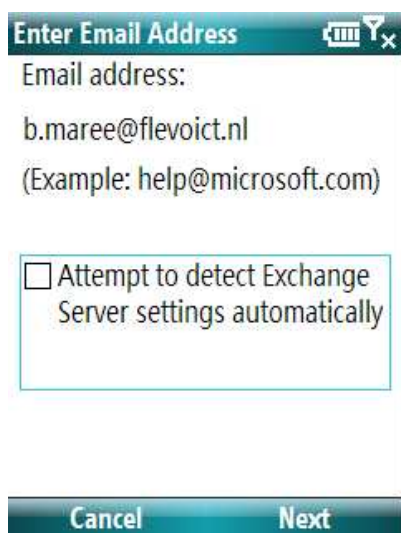 Enter Email Address
Email address:
b.maree@flevoict.nl
(Example: help@microsoft.com)
Attempt to detect Exchange
Server settings automatically
Cancel Next